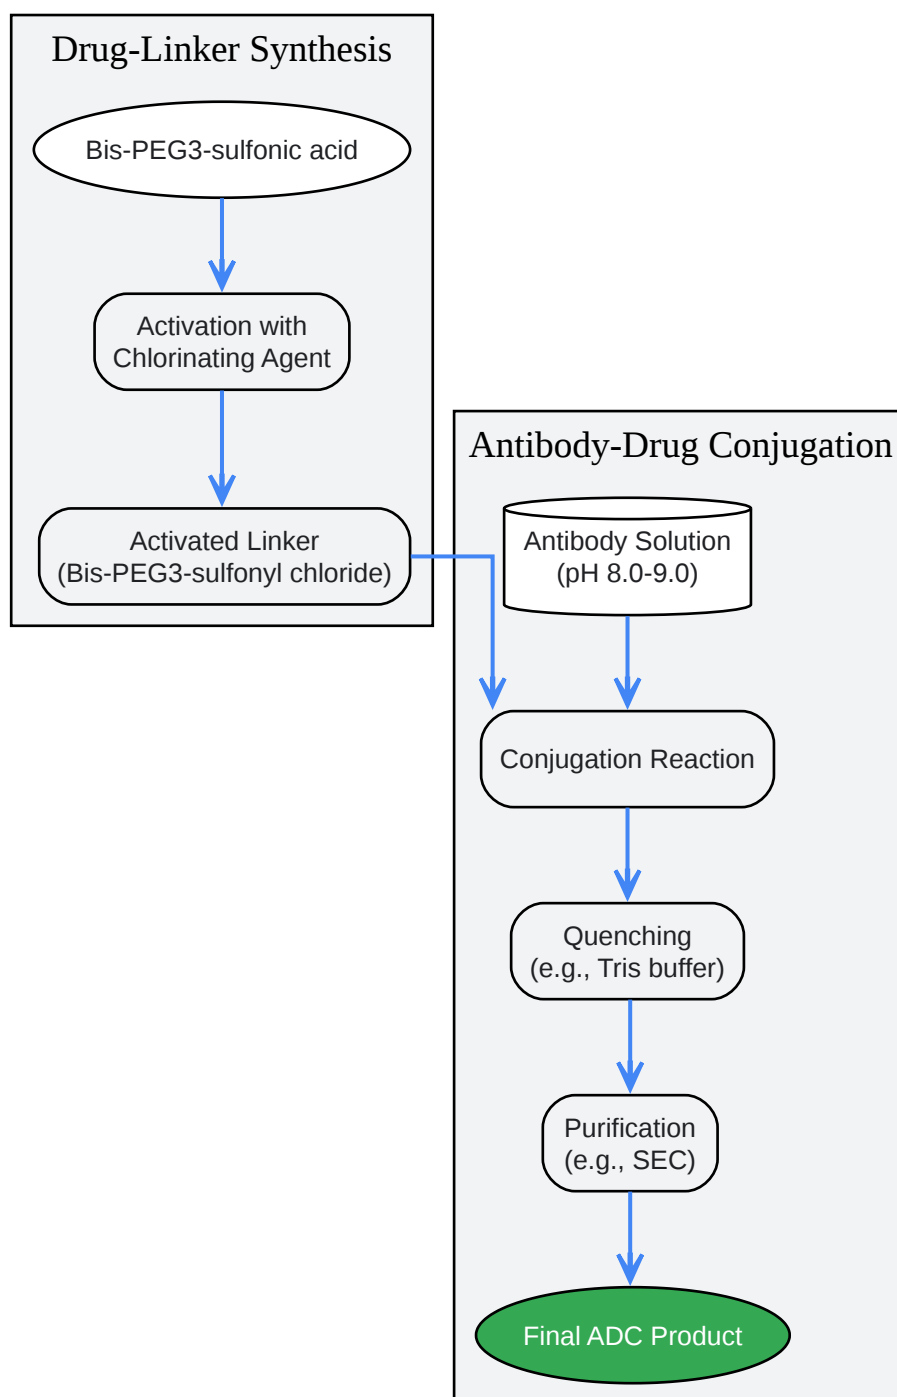 Drug-Linker Synthesis
Bis-PEG3-sulfonic acid
Activation with
Chlorinating Agent
Activated Linker
(Bis-PEG3-sulfonyl chloride)
Antibody-Drug Conjugation
Antibody Solution
(pH 8.0-9.0)
Conjugation Reaction
Quenching
(e.g., Tris buffer)
Purification
(e.g., SEC)
Final ADC Product